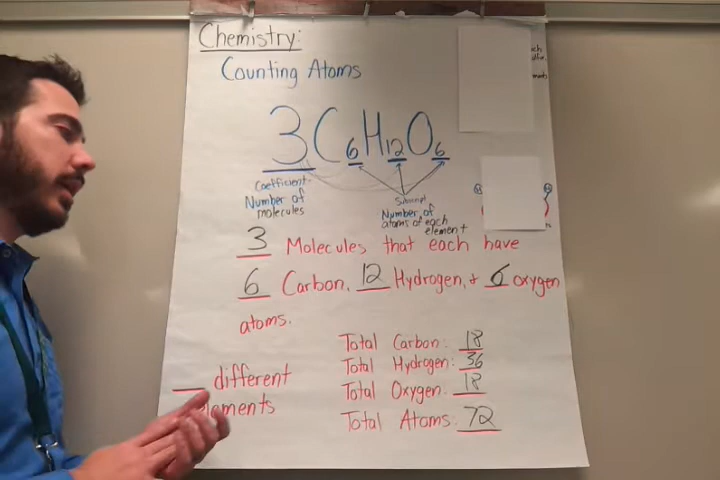 Chemistry:
Counting Atoms
3C6H12O6
Coefficient-
Number of
molecules
Subscript
Number of
atoms of each
element
3 Molecules that each have
6 Carbon, 12 Hydrogen, + 6 oxygen
atoms.
Total Carbon: 18
Total Hydrogen: 36
Total Oxygen: 18
Total Atoms: 72
__ different
elements